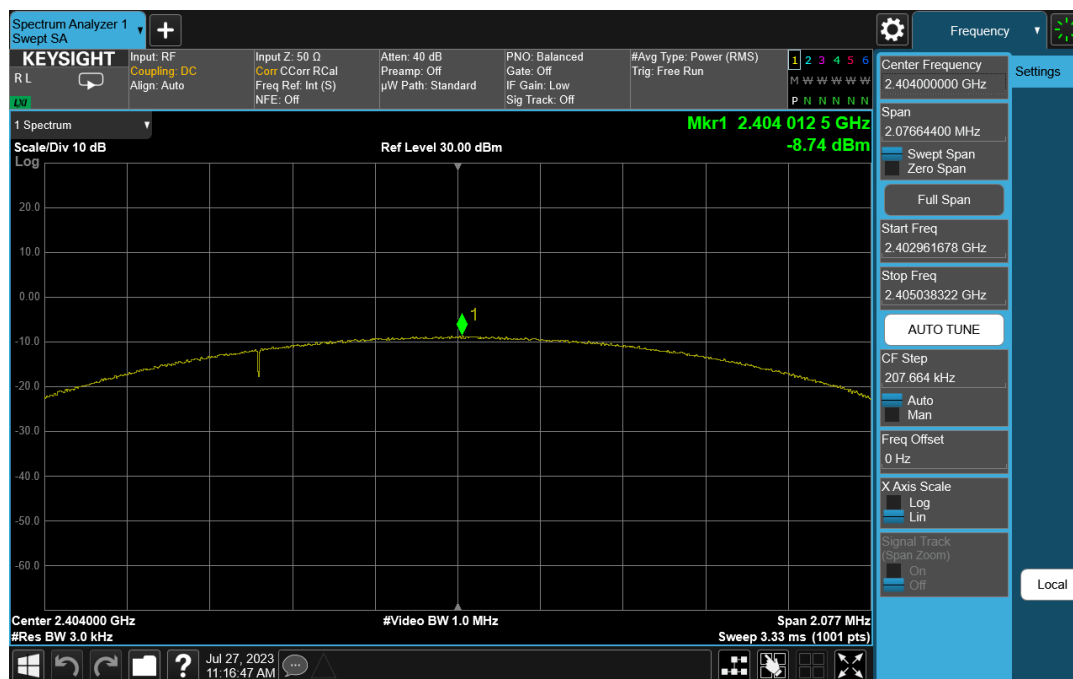 Spectrum Analyzer 1
Swept SA
Frequency
KEYSIGHT
R L
LXI
Input: RF
Coupling: DC
Align: Auto
Input Z: 50 Ω
Corr CCorr RCal
Freq Ref: Int (S)
NFE: Off
Atten: 40 dB
Preamp: Off
µW Path: Standard
PNO: Balanced
Gate: Off
IF Gain: Low
Sig Track: Off
#Avg Type: Power (RMS)
Trig: Free Run
1 2 3 4 5 6
M W W W W W
P N N N N N
1 Spectrum
Mkr1 2.404 012 5 GHz
Scale/Div 10 dB
Ref Level 30.00 dBm
-8.74 dBm
Log
20.0
10.0
0.00
1
-10.0
-20.0
-30.0
-40.0
-50.0
-60.0
Center 2.404000 GHz
#Video BW 1.0 MHz
Span 2.077 MHz
#Res BW 3.0 kHz
Sweep 3.33 ms (1001 pts)
Jul 27, 2023
11:16:47 AM
Center Frequency
2.404000000 GHz
Settings
Span
2.07664400 MHz
Swept Span
Zero Span
Full Span
Start Freq
2.402961678 GHz
Stop Freq
2.405038322 GHz
AUTO TUNE
CF Step
207.664 kHz
Auto
Man
Freq Offset
0 Hz
X Axis Scale
Log
Lin
Signal Track
(Span Zoom)
On
Off
Local